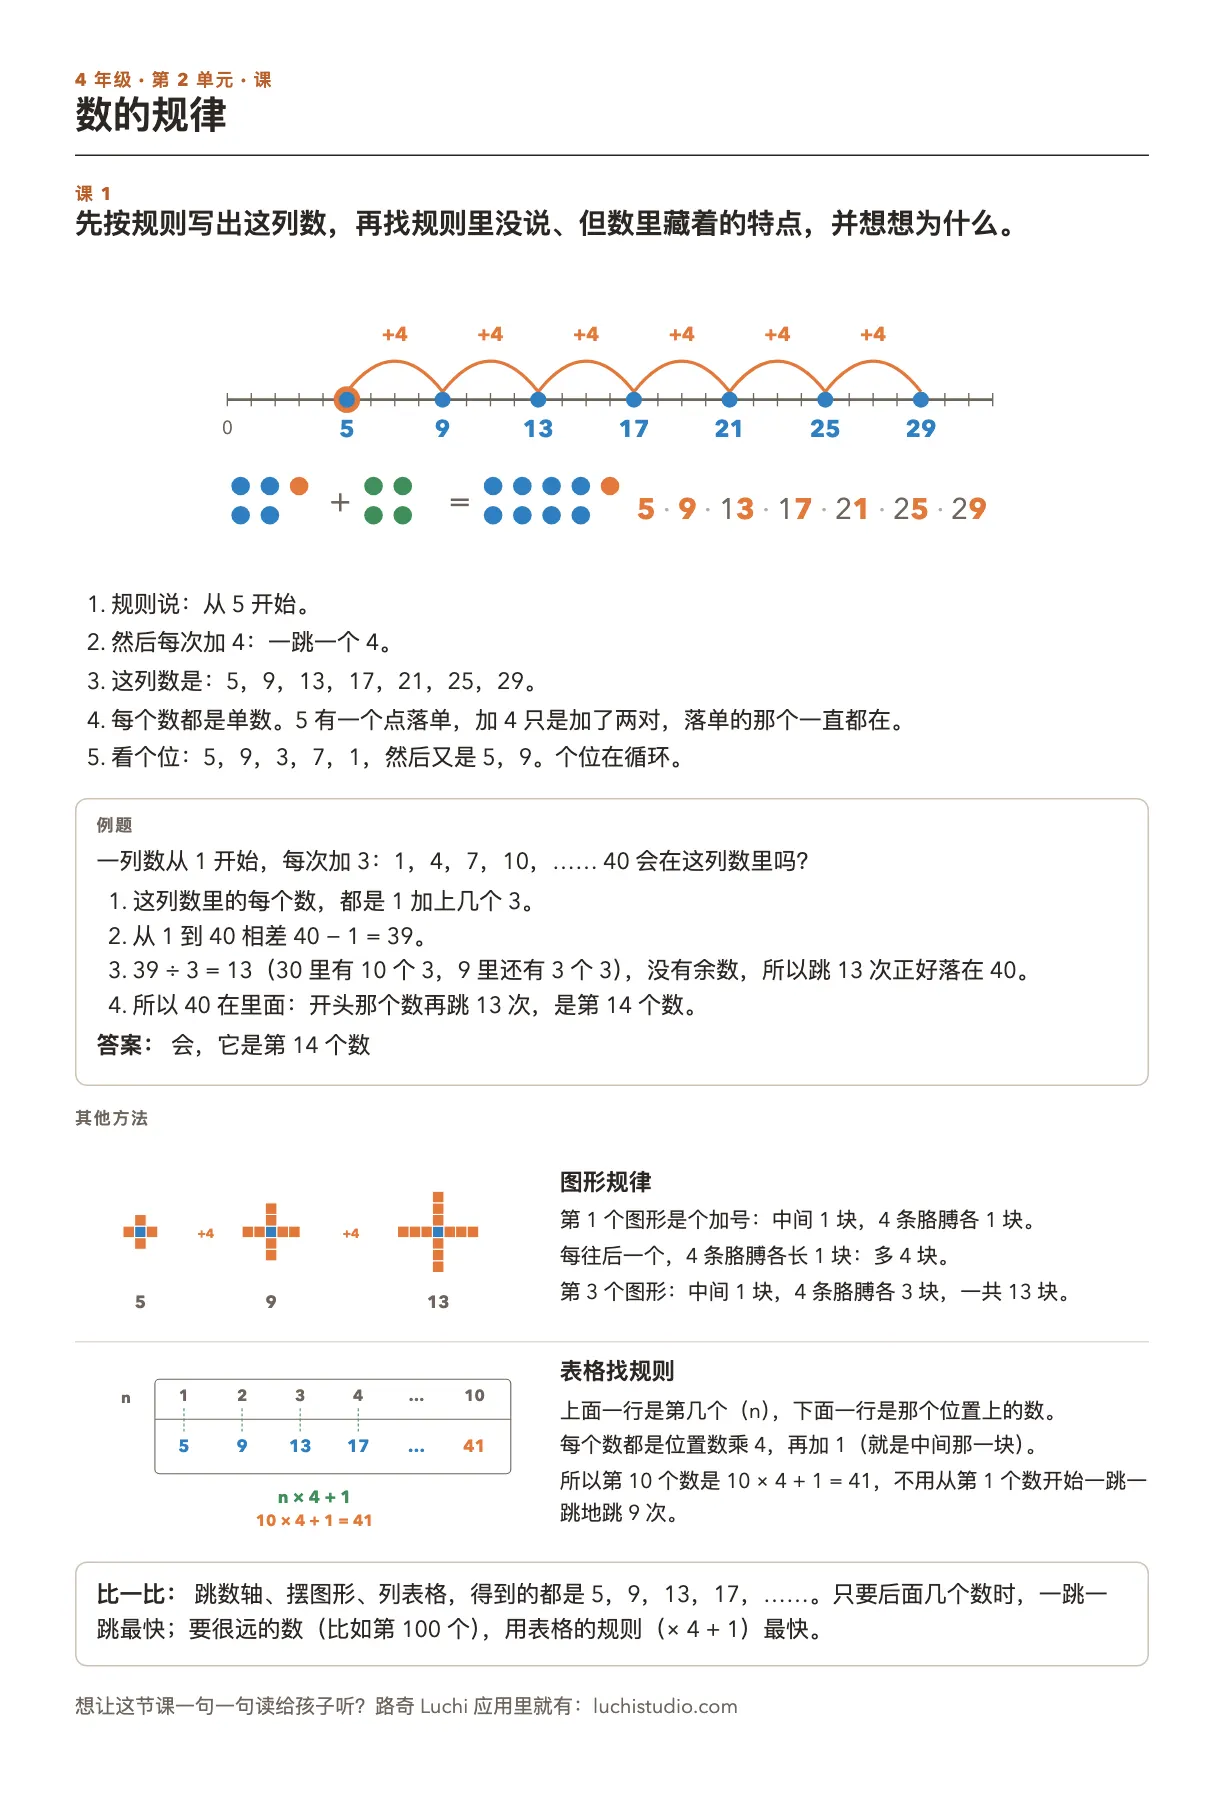 4 年级 · 第 2 单元 · 课
数的规律
课 1
先按规则写出这列数，再找规则里没说、但数里藏着的特点，并想想为什么。
+4 +4 +4 +4 +4 +4
0 5 9 13 17 21 25 29
+ = 5 · 9 · 13 · 17 · 21 · 25 · 29
1. 规则说：从 5 开始。
2. 然后每次加 4：一跳一个 4。
3. 这列数是：5，9，13，17，21，25，29。
4. 每个数都是单数。5 有一个点落单，加 4 只是加了两对，落单的那个一直都在。
5. 看个位：5，9，3，7，1，然后又是 5，9。个位在循环。
例题
一列数从 1 开始，每次加 3：1，4，7，10，…… 40 会在这列数里吗？
1. 这列数里的每个数，都是 1 加上几个 3。
2. 从 1 到 40 相差 40 − 1 = 39。
3. 39 ÷ 3 = 13（30 里有 10 个 3，9 里还有 3 个 3），没有余数，所以跳 13 次正好落在 40。
4. 所以 40 在里面：开头那个数再跳 13 次，是第 14 个数。
答案： 会，它是第 14 个数
其他方法
+4 +4
5 9 13
图形规律
第 1 个图形是个加号：中间 1 块，4 条胳膊各 1 块。
每往后一个，4 条胳膊各长 1 块：多 4 块。
第 3 个图形：中间 1 块，4 条胳膊各 3 块，一共 13 块。
n 1 2 3 4 … 10
5 9 13 17 … 41
n × 4 + 1
10 × 4 + 1 = 41
表格找规则
上面一行是第几个（n），下面一行是那个位置上的数。
每个数都是位置数乘 4，再加 1（就是中间那一块）。
所以第 10 个数是 10 × 4 + 1 = 41，不用从第 1 个数开始一跳一
跳地跳 9 次。
比一比： 跳数轴、摆图形、列表格，得到的都是 5，9，13，17，……。只要后面几个数时，一跳一
跳最快；要很远的数（比如第 100 个），用表格的规则（× 4 + 1）最快。
想让这节课一句一句读给孩子听？路奇 Luchi 应用里就有：luchistudio.com